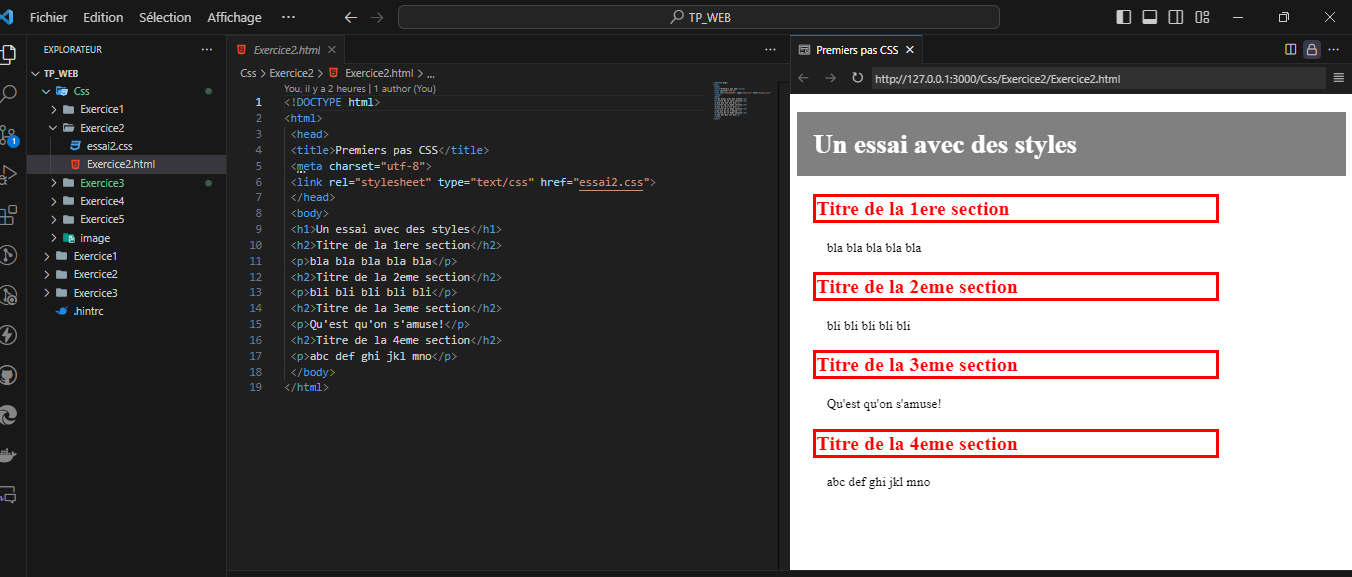 Fichier Edition Sélection Affichage ··· TP_WEB
EXPLORATEUR ···
TP_WEB
Css
Exercice1
Exercice2
essai2.css
Exercice2.html
Exercice3
Exercice4
Exercice5
image
Exercice1
Exercice2
Exercice3
.hintrc
1
Exercice2.html
Css > Exercice2 > Exercice2.html > ...
You, il y a 2 heures | 1 author (You)
1 <!DOCTYPE html>
2 <html>
3 <head>
4 <title>Premiers pas CSS</title>
5 <meta charset="utf-8">
6 <link rel="stylesheet" type="text/css" href="essai2.css">
7 </head>
8 <body>
9 <h1>Un essai avec des styles</h1>
10 <h2>Titre de la 1ere section</h2>
11 <p>bla bla bla bla bla</p>
12 <h2>Titre de la 2eme section</h2>
13 <p>bli bli bli bli bli</p>
14 <h2>Titre de la 3eme section</h2>
15 <p>Qu'est qu'on s'amuse!</p>
16 <h2>Titre de la 4eme section</h2>
17 <p>abc def ghi jkl mno</p>
18 </body>
19 </html>
Premiers pas CSS
http://127.0.0.1:3000/Css/Exercice2/Exercice2.html
Un essai avec des styles
Titre de la 1ere section
bla bla bla bla bla
Titre de la 2eme section
bli bli bli bli bli
Titre de la 3eme section
Qu'est qu'on s'amuse!
Titre de la 4eme section
abc def ghi jkl mno